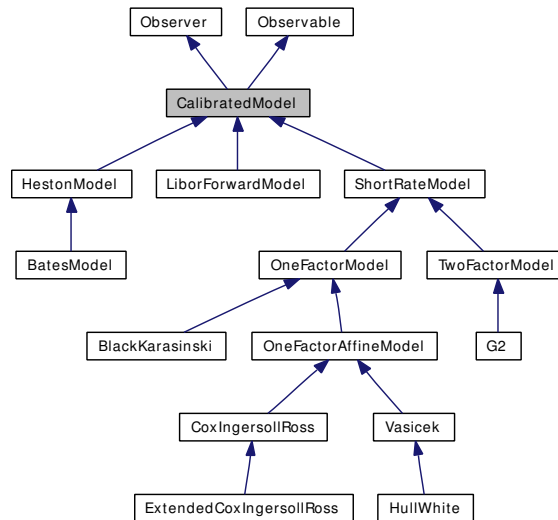 Observer
Observable
CalibratedModel
HestonModel
LiborForwardModel
ShortRateModel
BatesModel
OneFactorModel
TwoFactorModel
BlackKarasinski
OneFactorAffineModel
G2
CoxIngersollRoss
Vasicek
ExtendedCoxIngersollRoss
HullWhite